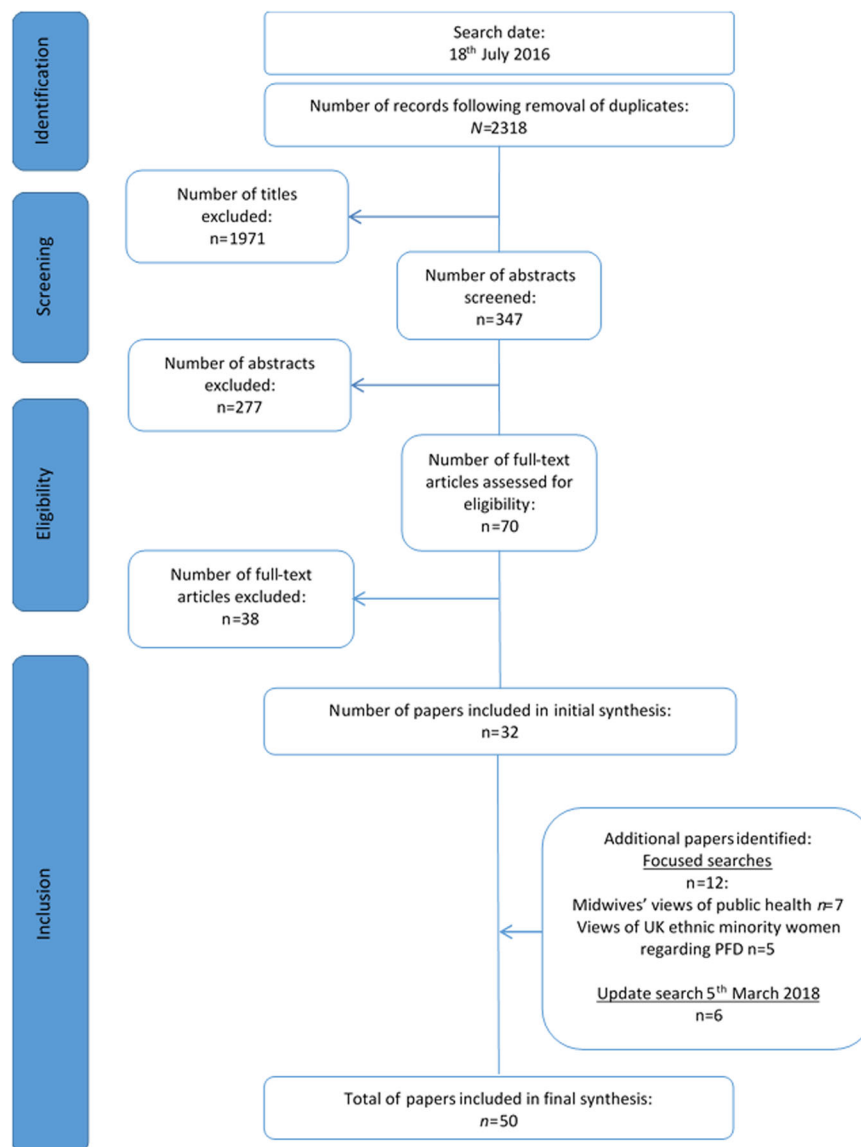 Identification
Search date:
18th July 2016
Number of records following removal of duplicates:
N=2318
Screening
Number of titles
excluded:
n=1971
Number of abstracts
screened:
n=347
Number of abstracts
excluded:
n=277
Eligibility
Number of full-text
articles assessed for
eligibility:
n=70
Number of full-text
articles excluded:
n=38
Inclusion
Number of papers included in initial synthesis:
n=32
Additional papers identified:
Focused searches
n=12:
Midwives’ views of public health n=7
Views of UK ethnic minority women
regarding PFD n=5
Update search 5th March 2018
n=6
Total of papers included in final synthesis:
n=50